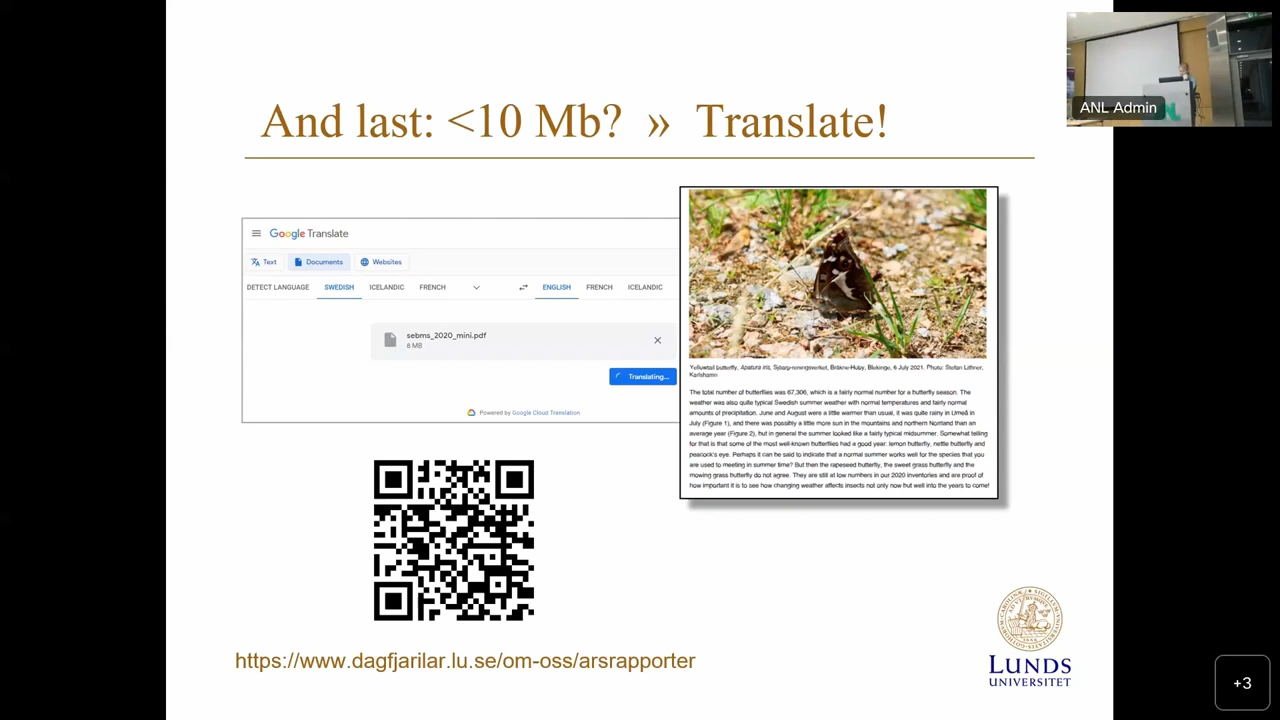 And last: <10 Mb? » Translate!
ANL Admin
Google Translate
Text Documents Websites
DETECT LANGUAGE SWEDISH ICELANDIC FRENCH ENGLISH FRENCH ICELANDIC
sebms_2020_mini.pdf
8 MB
Translating...
Powered by Google Cloud Translation
Yellowtail butterfly, Apatura iris, Bräkne-Hoby, Blekinge, 6 July 2021. Photo: Stefan Lithner,
Karlshamn
The total number of butterflies was 67,306, which is a fairly normal number for a butterfly season. The
weather was also quite typical Swedish summer weather with normal temperatures and fairly normal
amounts of precipitation. June and August were a little warmer than usual, it was quite rainy in Umeå in
July (Figure 1), and there was possibly a little more sun in the mountains and northern Norrland than an
average year (Figure 2), but in general the summer looked like a fairly typical midsummer. Somewhat telling
for that is that some of the most well-known butterflies had a good year: lemon butterfly, nettle butterfly and
peacock's eye. Perhaps it can be said to indicate that a normal summer works well for the species that you
are used to meeting in summer time? But then the rapeseed butterfly, the sweet grass butterfly and the
mowing grass butterfly do not agree. They are still at low numbers in our 2020 inventories and are proof of
how important it is to see how changing weather affects insects not only now but well into the years to come!
https://www.dagfjarilar.lu.se/om-oss/arsrapporter
LUNDS
UNIVERSITET
+3